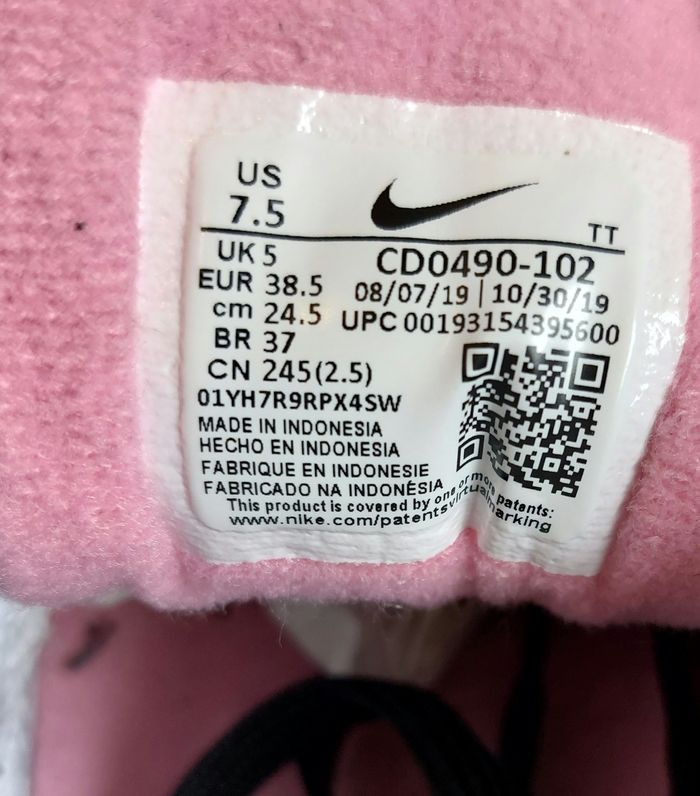 US
7.5
TT
UK 5
EUR 38.5
cm 24.5
BR 37
CN 245(2.5)
CD0490-102
08/07/19 | 10/30/19
UPC 00193154395600
01YH7R9RPX4SW
MADE IN INDONESIA
HECHO EN INDONESIA
FABRIQUE EN INDONESIE
FABRICADO NA INDONÉSIA
This product is covered by one or more patents:
www.nike.com/patentsvirtualmarking